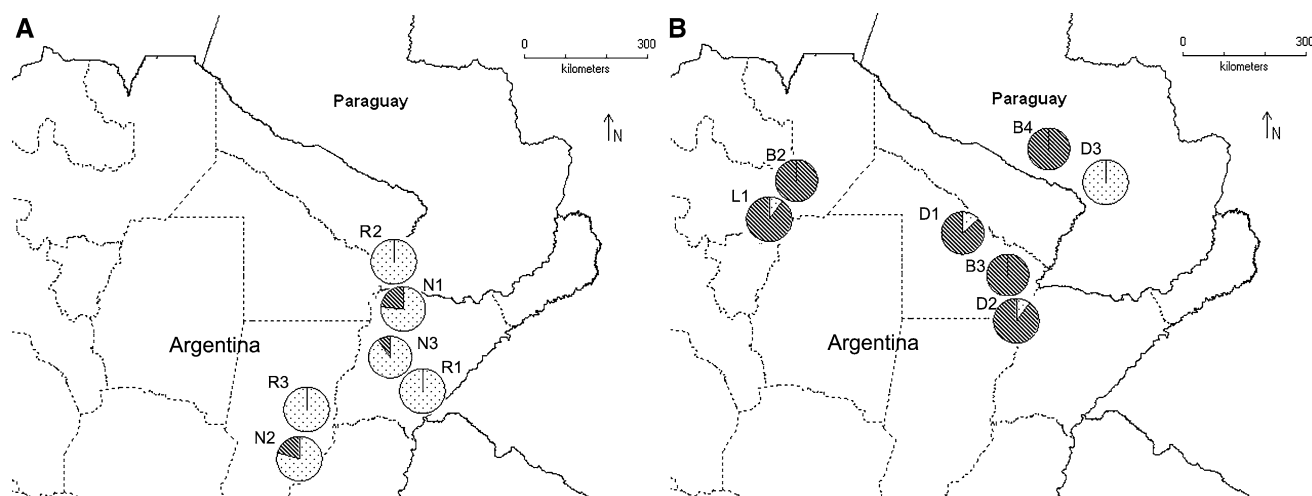 A
0 300
kilometers
Paraguay
N
R2
N1
Argentina
N3
R1
R3
N2
B
0 300
kilometers
Paraguay
N
B4
D3
B2
L1
D1
B3
D2
Argentina